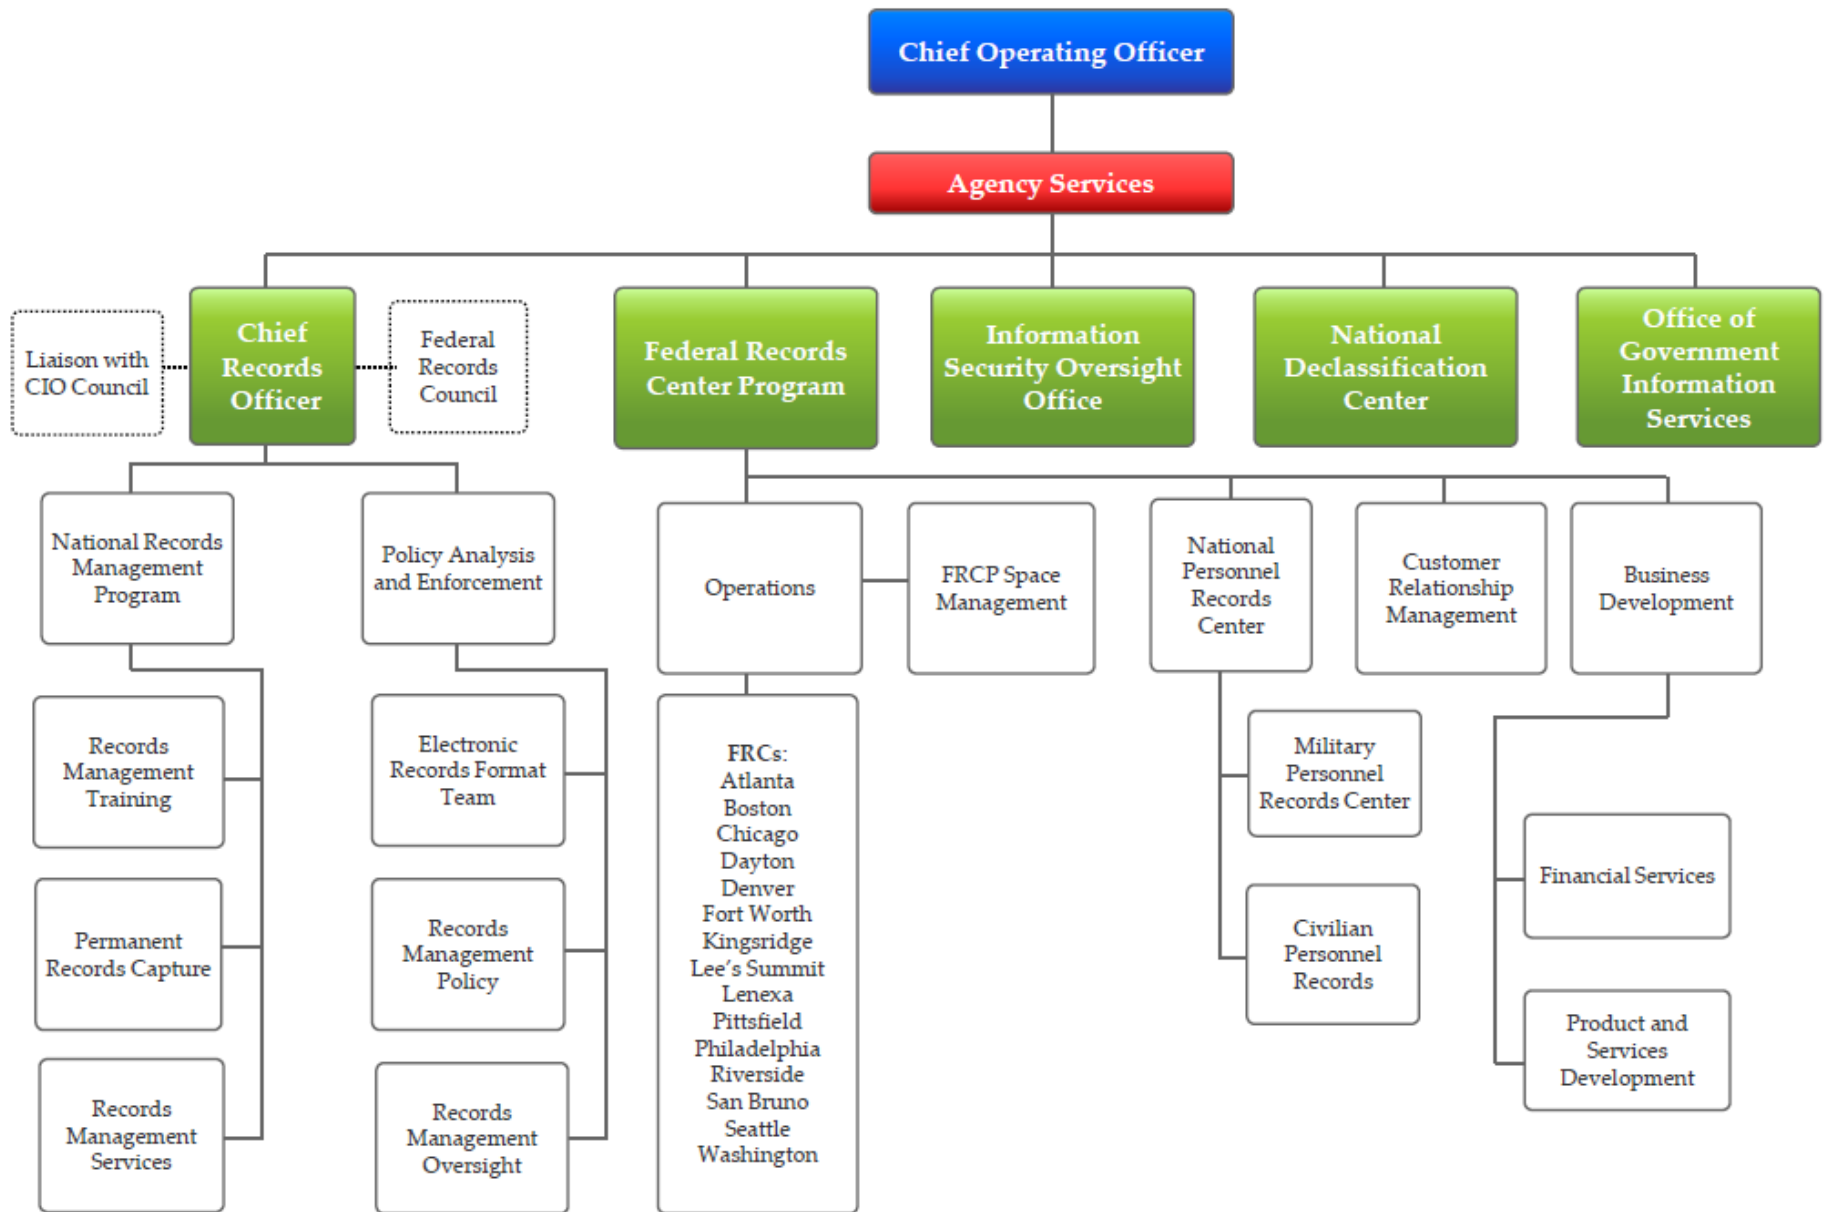 Chief Operating Officer
Agency Services
Liaison with
CIO Council
Chief
Records
Officer
Federal
Records
Council
Federal Records
Center Program
Information
Security Oversight
Office
National
Declassification
Center
Office of
Government
Information
Services
National Records
Management
Program
Policy Analysis
and Enforcement
Operations
FRCP Space
Management
National
Personnel
Records
Center
Customer
Relationship
Management
Business
Development
Records
Management
Training
Permanent
Records Capture
Records
Management
Services
Electronic
Records Format
Team
Records
Management
Policy
Records
Management
Oversight
FRCs:
Atlanta
Boston
Chicago
Dayton
Denver
Fort Worth
Kingsridge
Lee's Summit
Lenexa
Pittsfield
Philadelphia
Riverside
San Bruno
Seattle
Washington
Military
Personnel
Records Center
Civilian
Personnel
Records
Financial Services
Product and
Services
Development